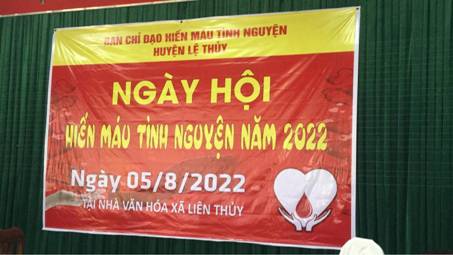 BAN CHỈ ĐẠO HIẾN MÁU TÌNH NGUYỆN
HUYỆN LỆ THỦY
NGÀY HỘI
HIẾN MÁU TÌNH NGUYỆN NĂM 2022
Ngày 05/8/2022
TẠI NHÀ VĂN HÓA XÃ LIÊN THỦY